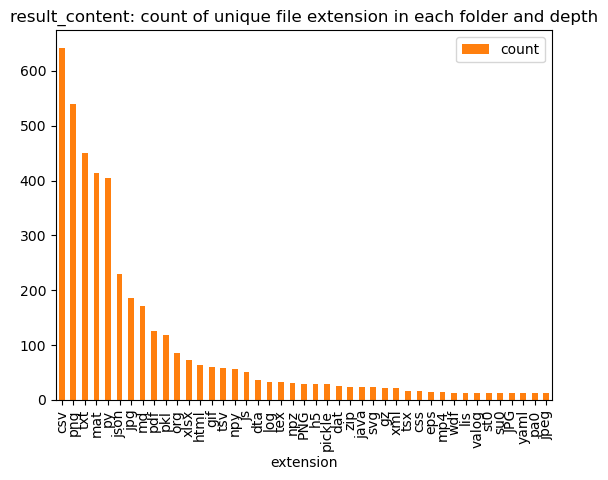 result_content: count of unique file extension in each folder and depth
count
600
500
400
300
200
100
0
csv
png
txt
mat
py
json
jpg
md
pdf
pkl
org
xlsx
html
gif
tsv
npy
js
dta
log
tex
npz
PNG
h5
pickle
dat
zip
java
svg
gz
xml
tsx
css
eps
mp4
wdf
lis
valog
st0
su0
JPG
yaml
pa0
jpeg
extension